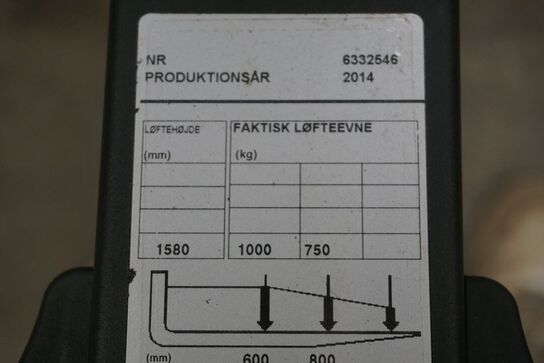 NR 6332546
PRODUKTIONSÅR 2014
LØFTEHØJDE FAKTISK LØFTEEVNE
(mm) (kg)
1580 1000 750
(mm) 600 800